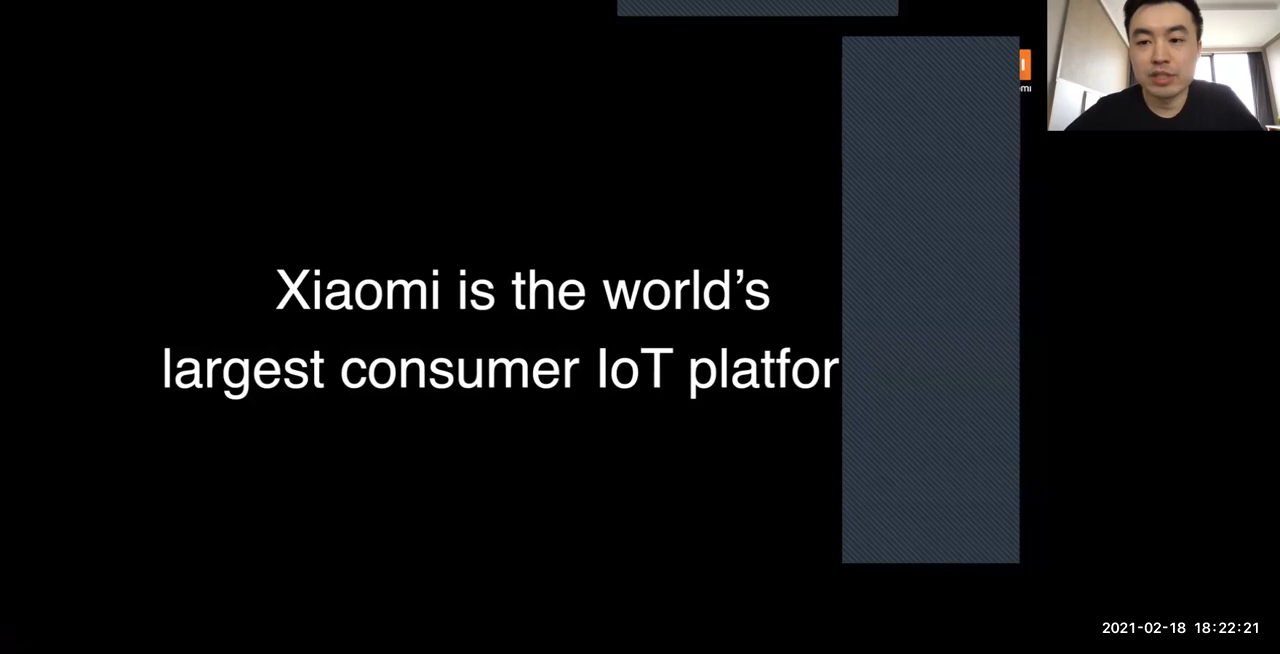 Xiaomi is the world’s
largest consumer IoT platfor
2021-02-18 18:22:21